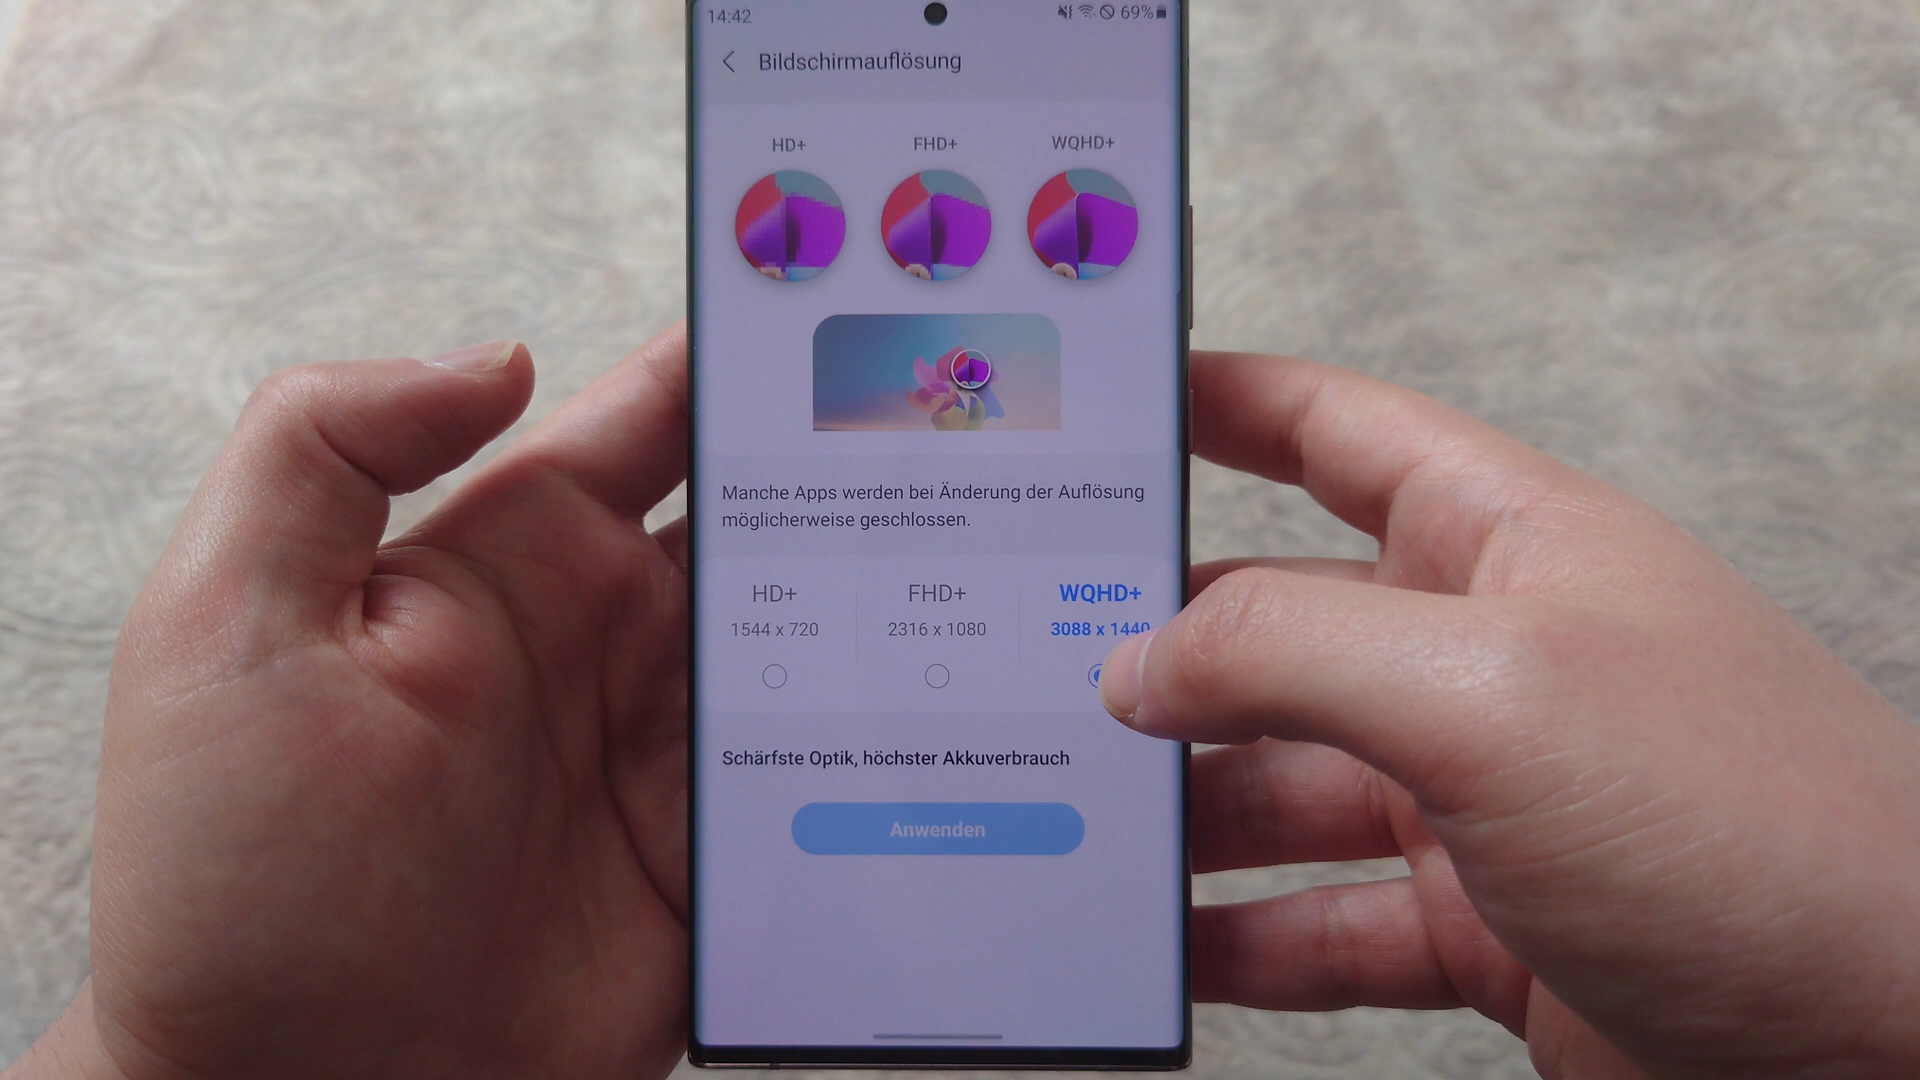 14:42
69%
Bildschirmauflösung
HD+ FHD+ WQHD+
Manche Apps werden bei Änderung der Auflösung
möglicherweise geschlossen.
HD+ FHD+ WQHD+
1544 x 720 2316 x 1080 3088 x 1440
Schärfste Optik, höchster Akkuverbrauch
Anwenden